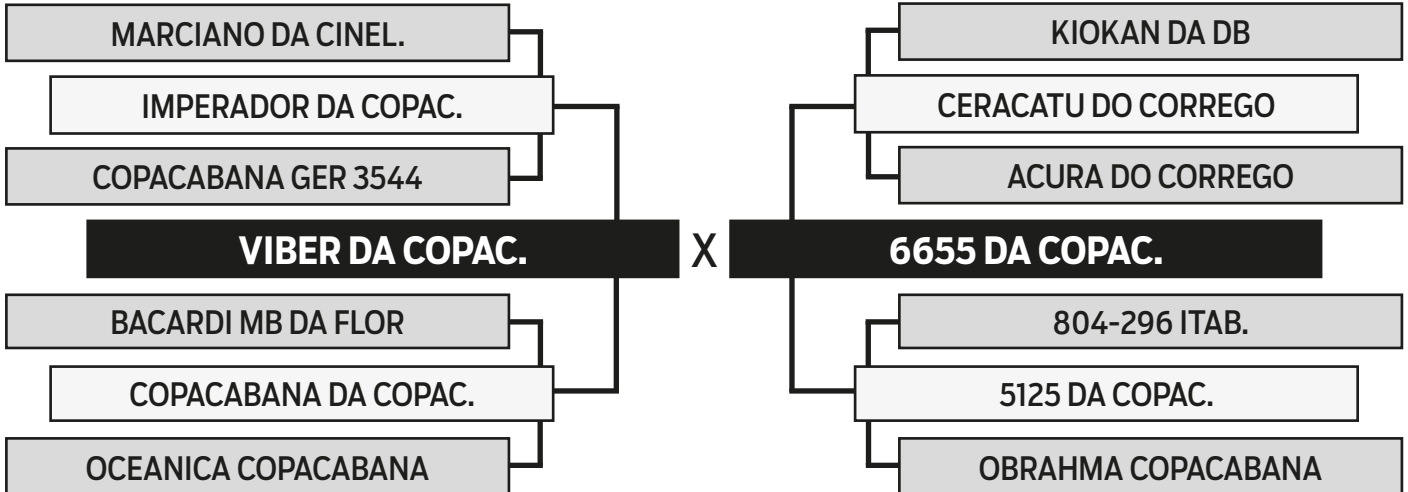 MARCIANO DA CINEL.
KIOKAN DA DB
IMPERADOR DA COPAC.
CERACATU DO CORREGO
COPACABANA GER 3544
ACURA DO CORREGO
VIBER DA COPAC.
X
6655 DA COPAC.
BACARDI MB DA FLOR
804-296 ITAB.
COPACABANA DA COPAC.
5125 DA COPAC.
OCEANICA COPACABANA
OBRAHMA COPACABANA